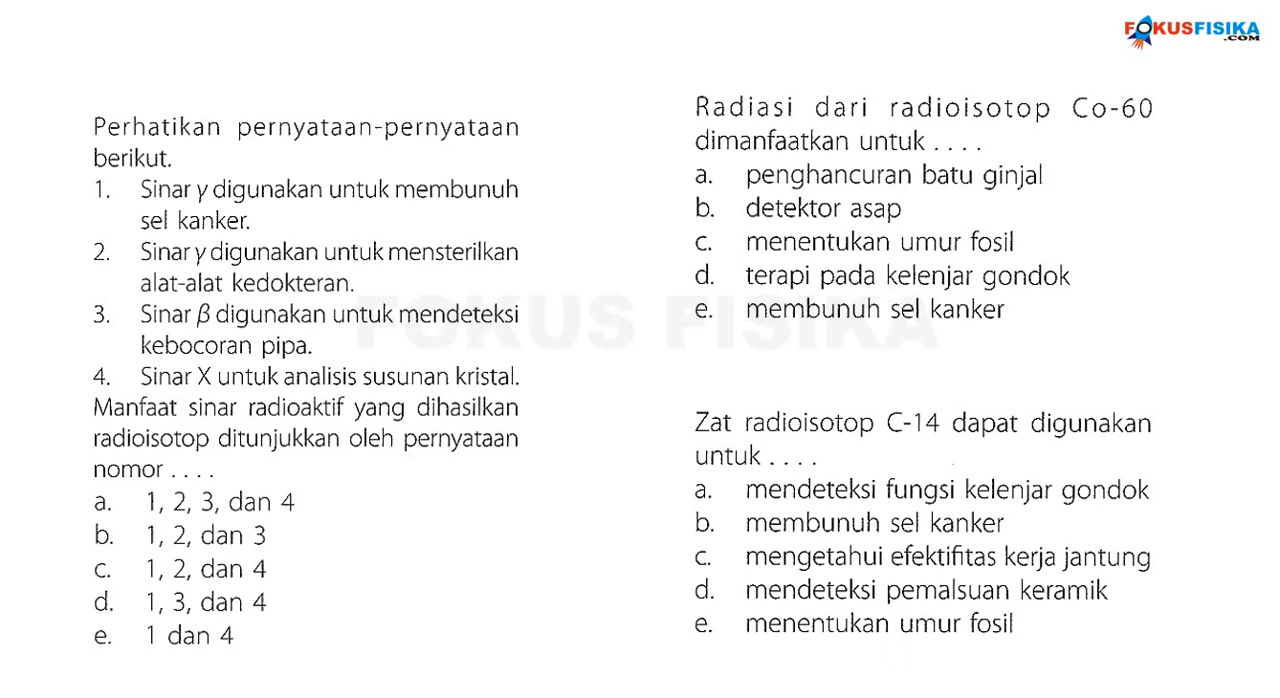 FOKUSFISIKA
.COM
Perhatikan pernyataan-pernyataan
berikut.
1. Sinar γ digunakan untuk membunuh
sel kanker.
2. Sinar γ digunakan untuk mensterilkan
alat-alat kedokteran.
3. Sinar β digunakan untuk mendeteksi
kebocoran pipa.
4. Sinar X untuk analisis susunan kristal.
Manfaat sinar radioaktif yang dihasilkan
radioisotop ditunjukkan oleh pernyataan
nomor . . . .
a. 1, 2, 3, dan 4
b. 1, 2, dan 3
c. 1, 2, dan 4
d. 1, 3, dan 4
e. 1 dan 4
Radiasi dari radioisotop Co-60
dimanfaatkan untuk . . . .
a. penghancuran batu ginjal
b. detektor asap
c. menentukan umur fosil
d. terapi pada kelenjar gondok
e. membunuh sel kanker
Zat radioisotop C-14 dapat digunakan
untuk . . . .
a. mendeteksi fungsi kelenjar gondok
b. membunuh sel kanker
c. mengetahui efektifitas kerja jantung
d. mendeteksi pemalsuan keramik
e. menentukan umur fosil
FOKUS FISIKA